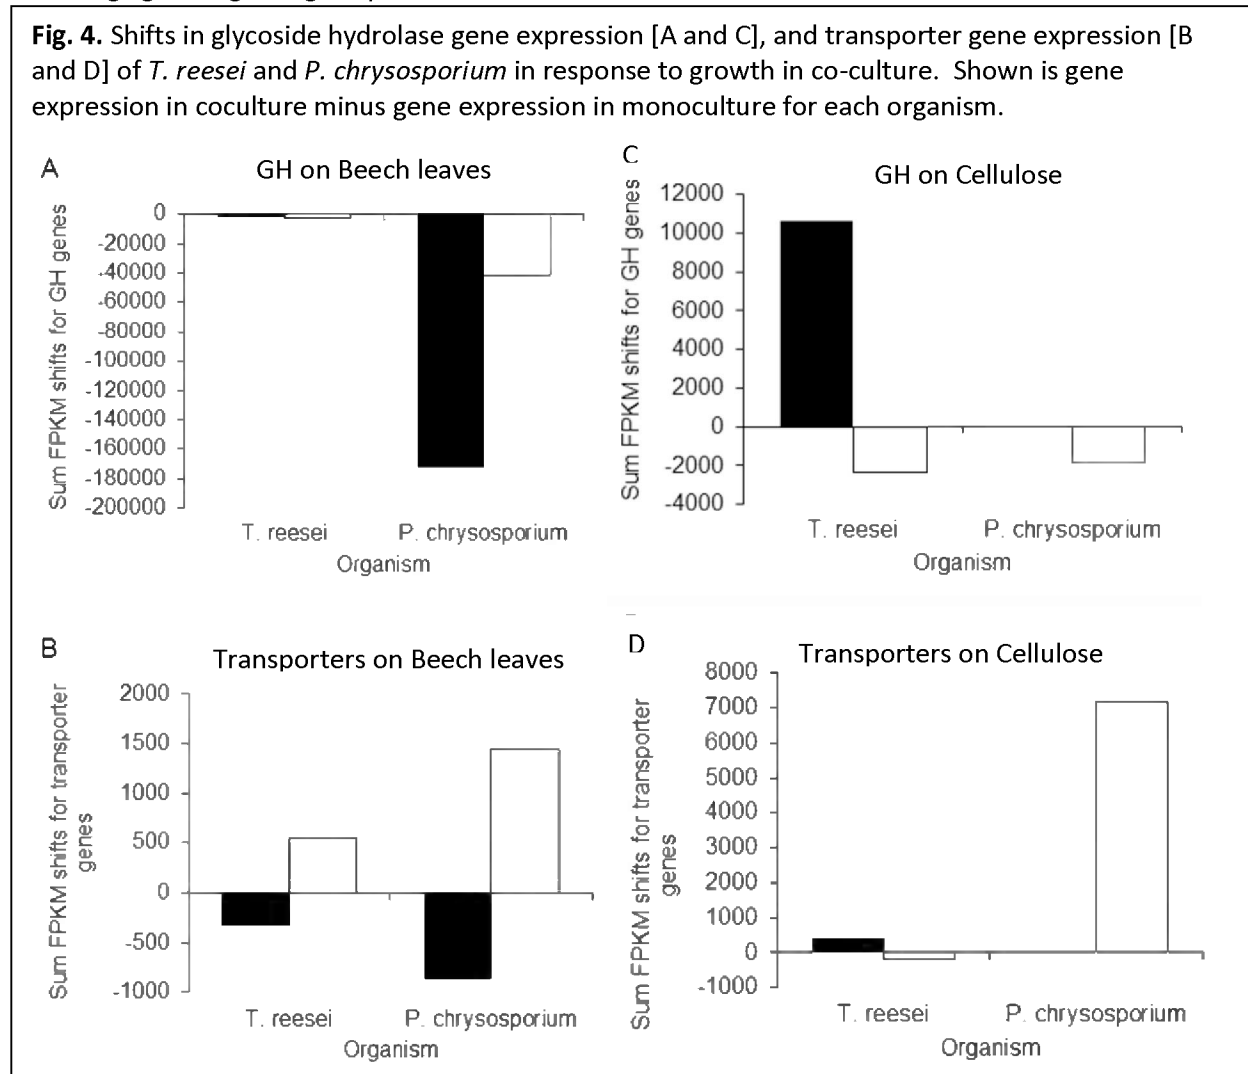 Fig. 4. Shifts in glycoside hydrolase gene expression [A and C], and transporter gene expression [B
and D] of T. reesei and P. chrysosporium in response to growth in co-culture.  Shown is gene
expression in coculture minus gene expression in monoculture for each organism.
A
GH on Beech leaves
Sum FPKM shifts for GH genes
0
-20000
-40000
-60000
-80000
-100000
-120000
-140000
-160000
-180000
-200000
T. reesei
P. chrysosporium
Organism
C
GH on Cellulose
Sum FPKM shifts for GH genes
12000
10000
8000
6000
4000
2000
0
-2000
-4000
T. reesei
P. chrysosporium
Organism
B
Transporters on Beech leaves
Sum FPKM shifts for transporter
genes
2000
1500
1000
500
0
-500
-1000
T. reesei
P. chrysosporium
Organism
D
Transporters on Cellulose
Sum FPKM shifts for transporter
genes
8000
7000
6000
5000
4000
3000
2000
1000
0
-1000
T. reesei
P. chrysosporium
Organism